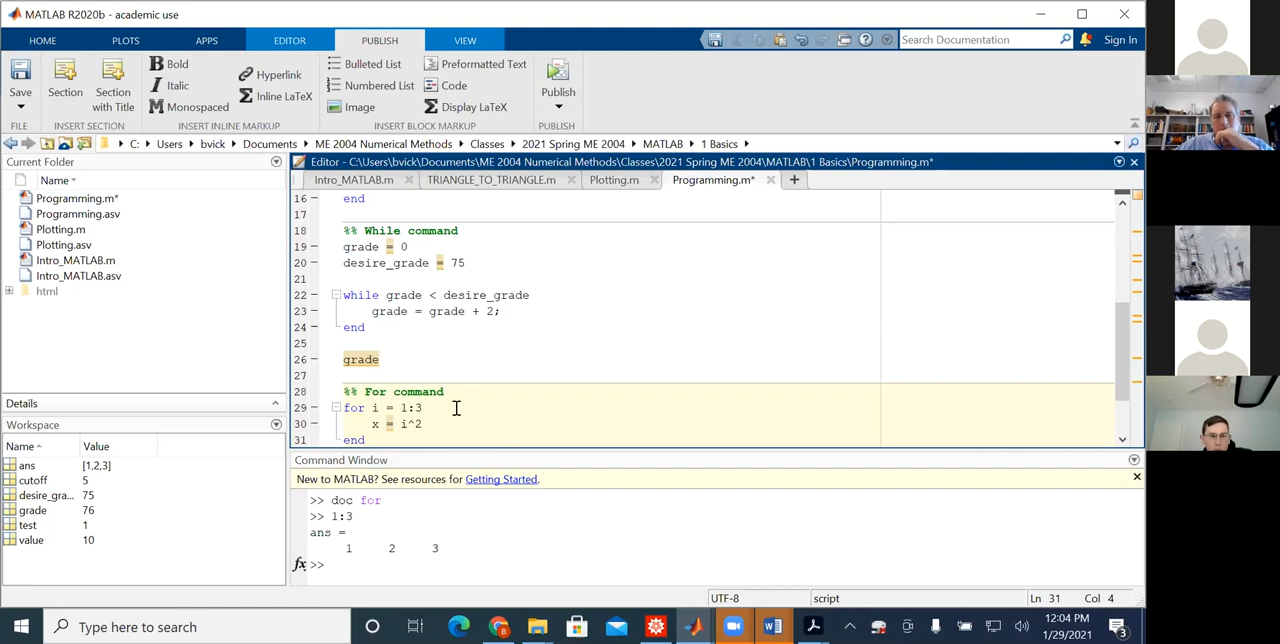 MATLAB R2020b - academic use
HOME PLOTS APPS EDITOR PUBLISH VIEW Search Documentation Sign In
Save Section Section with Title Bold Italic Monospaced Hyperlink Inline LaTeX Bulleted List Numbered List Image Preformatted Text Code Display LaTeX Publish
FILE INSERT SECTION INSERT INLINE MARKUP INSERT BLOCK MARKUP PUBLISH
C: Users bvick Documents ME 2004 Numerical Methods Classes 2021 Spring ME 2004 MATLAB 1 Basics
Current Folder
Name
Programming.m*
Programming.asv
Plotting.m
Plotting.asv
Intro_MATLAB.m
Intro_MATLAB.asv
html
Details
Workspace
Name Value
ans [1,2,3]
cutoff 5
desire_gra... 75
grade 76
test 1
value 10
Editor - C:\Users\bvick\Documents\ME 2004 Numerical Methods\Classes\2021 Spring ME 2004\MATLAB\1 Basics\Programming.m*
Intro_MATLAB.m TRIANGLE_TO_TRIANGLE.m Plotting.m Programming.m*
16 end
17
18 %% While command
19 grade = 0
20 desire_grade = 75
21
22 while grade < desire_grade
23 grade = grade + 2;
24 end
25
26 grade
27
28 %% For command
29 for i = 1:3
30 x = i^2
31 end
Command Window
New to MATLAB? See resources for Getting Started.
>> doc for
>> 1:3
ans =
1 2 3
fx >>
UTF-8 script Ln 31 Col 4
Type here to search
12:04 PM
1/29/2021
3